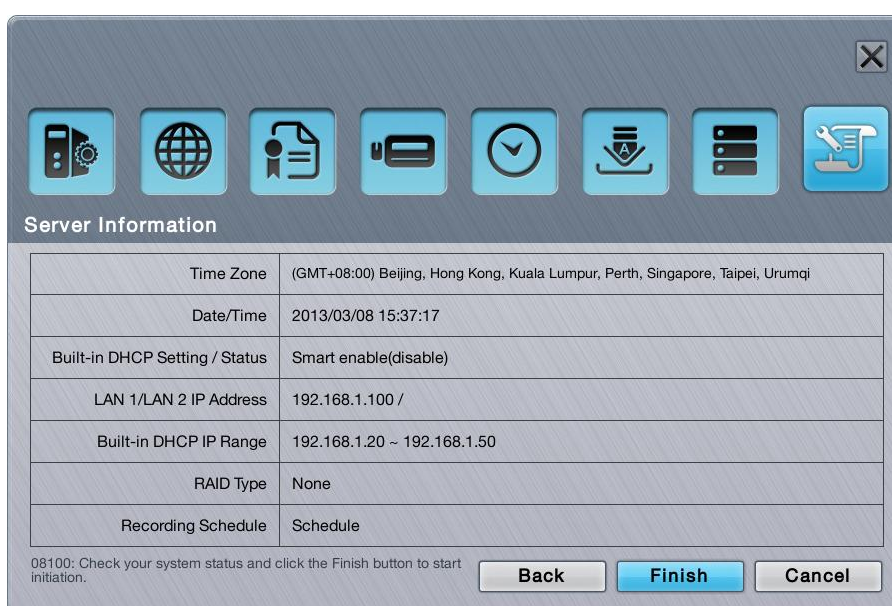 Server Information
Time Zone (GMT+08:00) Beijing, Hong Kong, Kuala Lumpur, Perth, Singapore, Taipei, Urumqi
Date/Time 2013/03/08 15:37:17
Built-in DHCP Setting / Status Smart enable(disable)
LAN 1/LAN 2 IP Address 192.168.1.100 /
Built-in DHCP IP Range 192.168.1.20 ~ 192.168.1.50
RAID Type None
Recording Schedule Schedule
08100: Check your system status and click the Finish button to start
initiation.
Back Finish Cancel